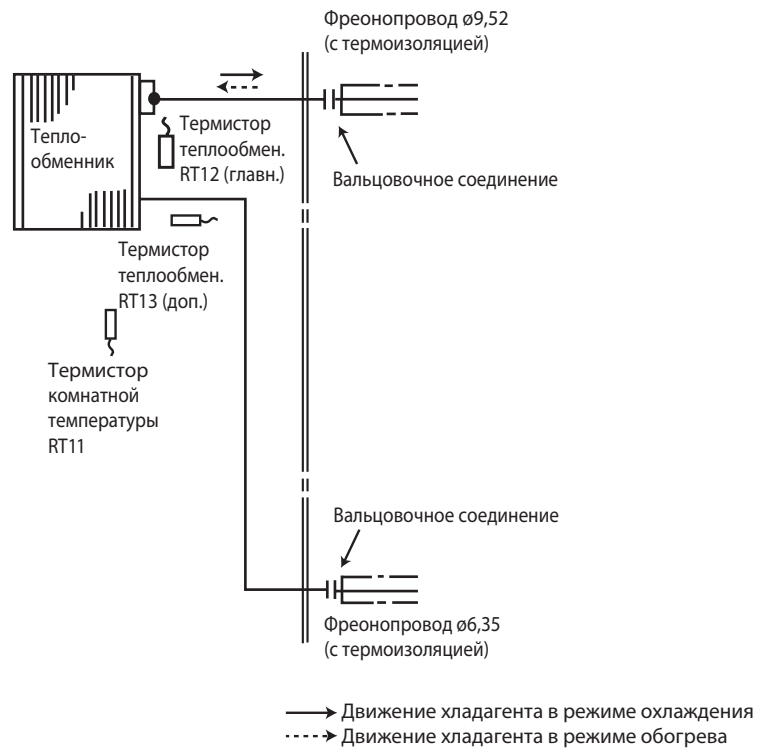 Фреонопровод ø9,52
(с термоизоляцией)
Тепло-
обменник
Термистор
теплообмен.
RT12 (главн.)
Вальцовочное соединение
Термистор
теплообмен.
RT13 (доп.)
Термистор
комнатной
температуры
RT11
Вальцовочное соединение
Фреонопровод ø6,35
(с термоизоляцией)
Движение хладагента в режиме охлаждения
Движение хладагента в режиме обогрева